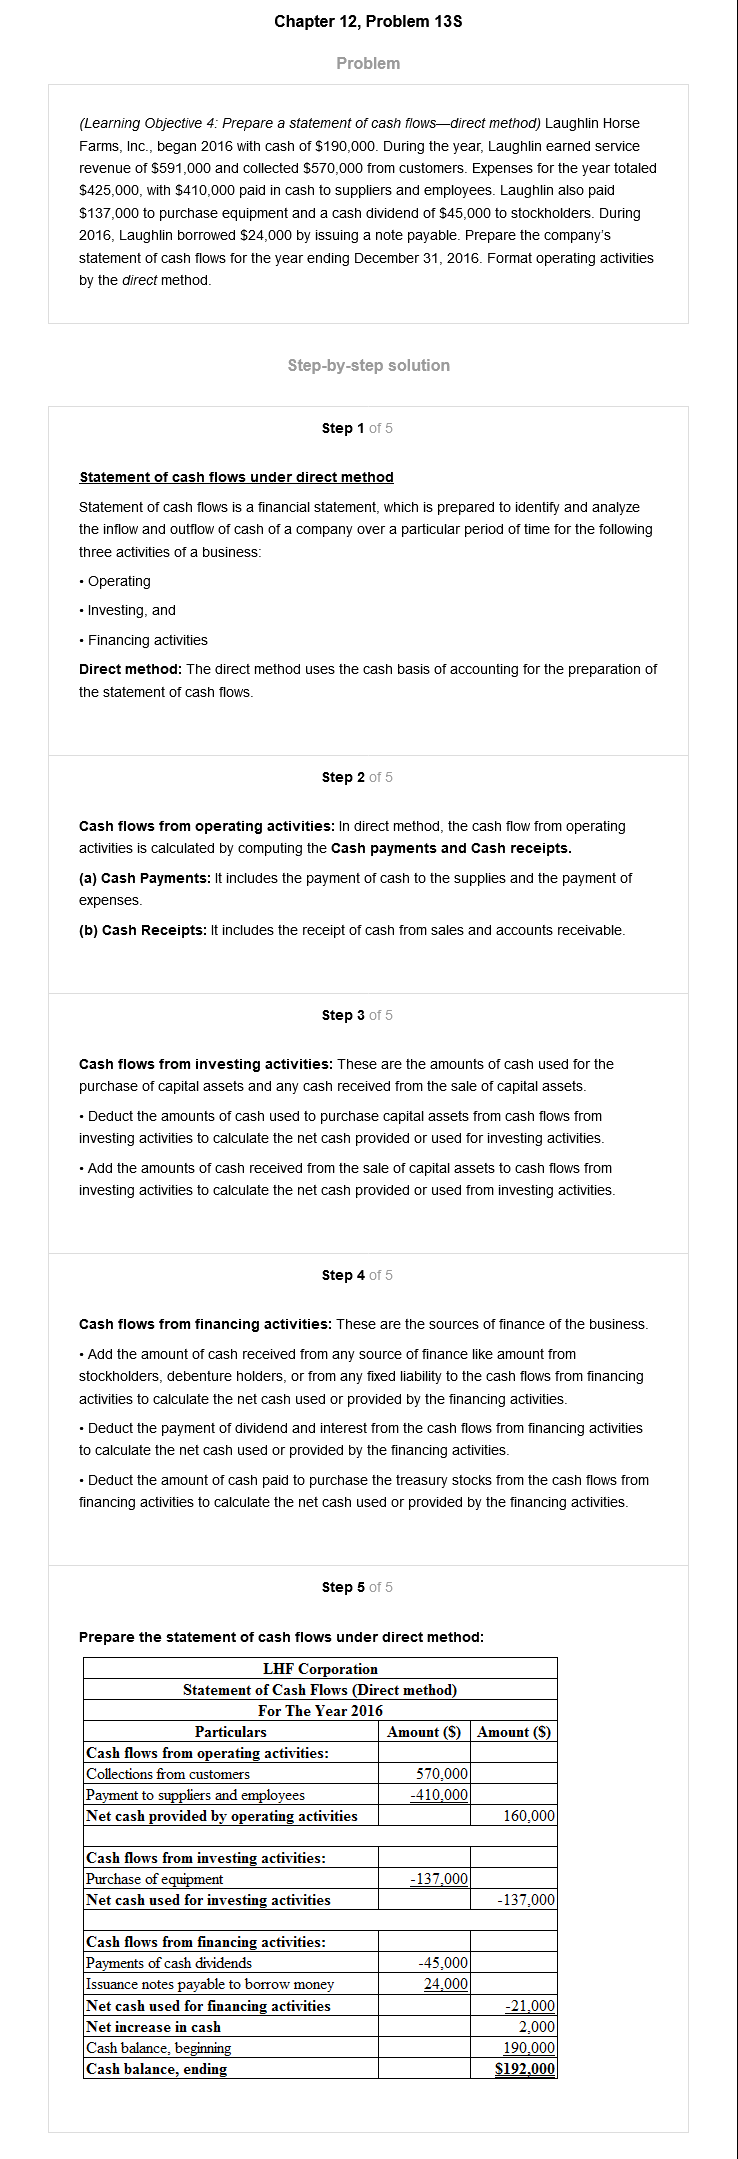 Chapter 12, Problem 13S
Problem
(Learning Objective 4: Prepare a statement of cash flows—direct method) Laughlin Horse
Farms, Inc., began 2016 with cash of $190,000. During the year, Laughlin earned service
revenue of $591,000 and collected $570,000 from customers. Expenses for the year totaled
$425,000, with $410,000 paid in cash to suppliers and employees. Laughlin also paid
$137,000 to purchase equipment and a cash dividend of $45,000 to stockholders. During
2016, Laughlin borrowed $24,000 by issuing a note payable. Prepare the company's
statement of cash flows for the year ending December 31, 2016. Format operating activities
by the direct method.
Step-by-step solution
Step 1 of 5
Statement of cash flows under direct method
Statement of cash flows is a financial statement, which is prepared to identify and analyze
the inflow and outflow of cash of a company over a particular period of time for the following
three activities of a business:
• Operating
• Investing, and
• Financing activities
Direct method: The direct method uses the cash basis of accounting for the preparation of
the statement of cash flows.
Step 2 of 5
Cash flows from operating activities: In direct method, the cash flow from operating
activities is calculated by computing the Cash payments and Cash receipts.
(a) Cash Payments: It includes the payment of cash to the supplies and the payment of
expenses.
(b) Cash Receipts: It includes the receipt of cash from sales and accounts receivable.
Step 3 of 5
Cash flows from investing activities: These are the amounts of cash used for the
purchase of capital assets and any cash received from the sale of capital assets.
• Deduct the amounts of cash used to purchase capital assets from cash flows from
investing activities to calculate the net cash provided or used for investing activities.
• Add the amounts of cash received from the sale of capital assets to cash flows from
investing activities to calculate the net cash provided or used from investing activities.
Step 4 of 5
Cash flows from financing activities: These are the sources of finance of the business.
• Add the amount of cash received from any source of finance like amount from
stockholders, debenture holders, or from any fixed liability to the cash flows from financing
activities to calculate the net cash used or provided by the financing activities.
• Deduct the payment of dividend and interest from the cash flows from financing activities
to calculate the net cash used or provided by the financing activities.
• Deduct the amount of cash paid to purchase the treasury stocks from the cash flows from
financing activities to calculate the net cash used or provided by the financing activities.
Step 5 of 5
Prepare the statement of cash flows under direct method:
LHF Corporation
Statement of Cash Flows (Direct method)
For The Year 2016
Particulars Amount ($) Amount ($)
Cash flows from operating activities:
Collections from customers 570,000
Payment to suppliers and employees -410,000
Net cash provided by operating activities 160,000
Cash flows from investing activities:
Purchase of equipment -137,000
Net cash used for investing activities -137,000
Cash flows from financing activities:
Payments of cash dividends -45,000
Issuance notes payable to borrow money 24,000
Net cash used for financing activities -21,000
Net increase in cash 2,000
Cash balance, beginning 190,000
Cash balance, ending $192,000